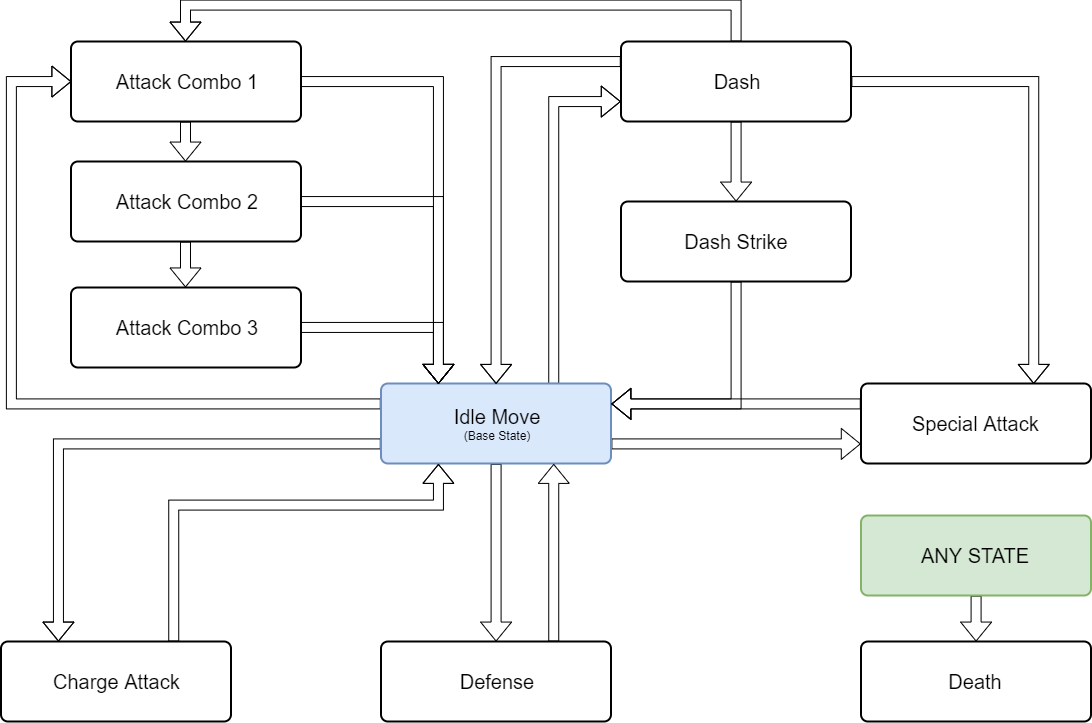 Attack Combo 1
Dash
Attack Combo 2
Dash Strike
Attack Combo 3
Idle Move
(Base State)
Special Attack
ANY STATE
Charge Attack
Defense
Death